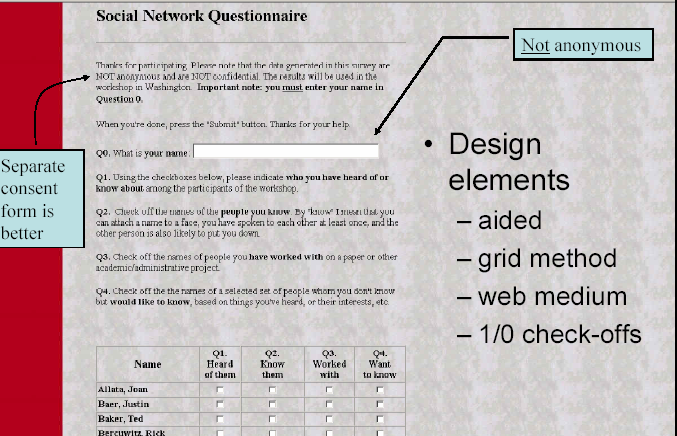 Social Network Questionnaire
Thanks for participating. Please note that the data generated in this survey are
NOT anonymous and are NOT confidential. The results will be used in the
workshop in Washington. Important note: you must enter your name in
Question 0.
When you're done, press the "Submit" button. Thanks for your help.
Q0. What is your name:
Q1. Using the checkboxes below, please indicate who you have heard of or
know about among the participants of the workshop.
Q2. Check off the names of the people you know. By "know" I mean that you
can attach a name to a face, you have spoken to each other at least once, and the
other person is also likely to put you down.
Q3. Check off the names of people you have worked with on a paper or other
academic/administrative project.
Q4. Check off the the names of a selected set of people whom you don't know
but would like to know, based on things you've heard, or their interests, etc.
Name
Q1.
Heard
of them
Q2.
Know
them
Q3.
Worked
with
Q4.
Want
to know
Allata, Joan
Baer, Justin
Baker, Ted
Bercuwitz, Rick
Separate
consent
form is
better
Not anonymous
• Design
elements
– aided
– grid method
– web medium
– 1/0 check-offs